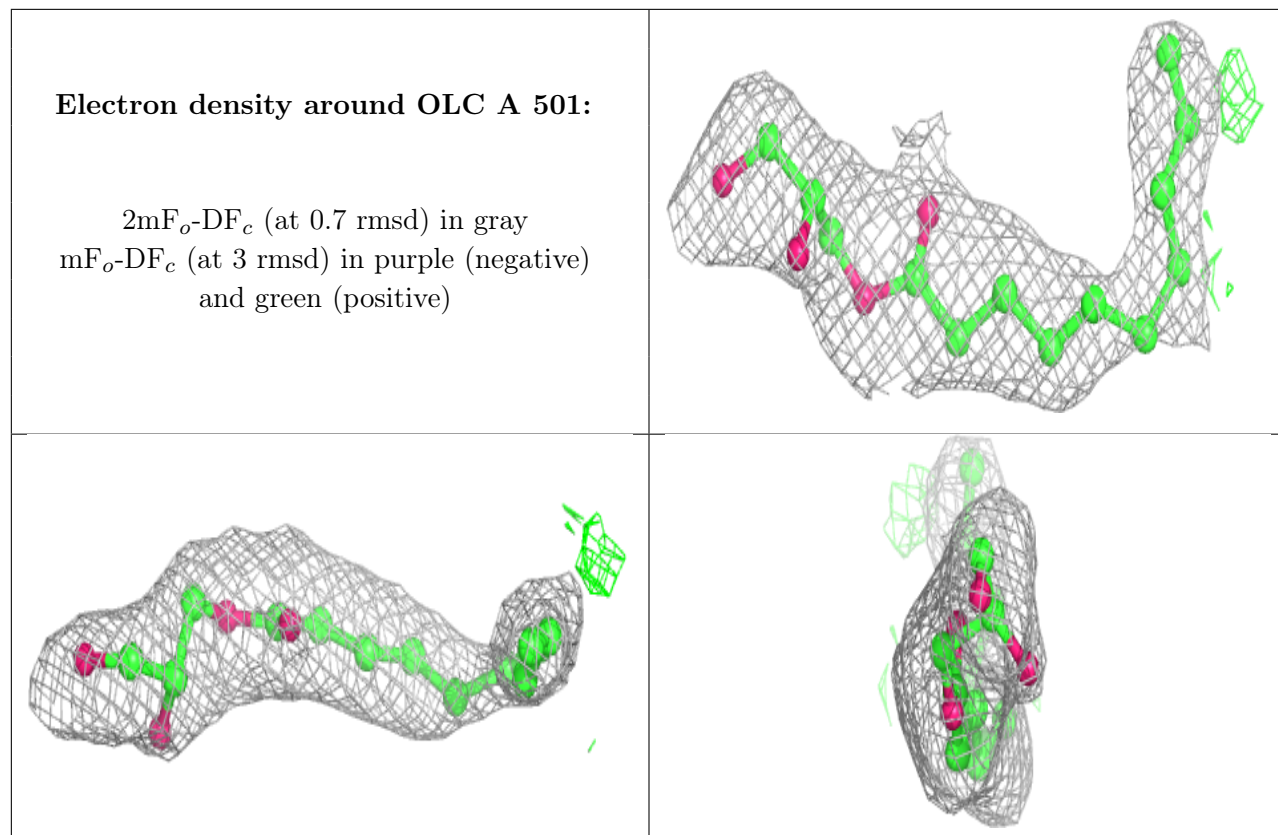 Electron density around OLC A 501:
2mFo-DFc (at 0.7 rmsd) in gray
mFo-DFc (at 3 rmsd) in purple (negative)
and green (positive)